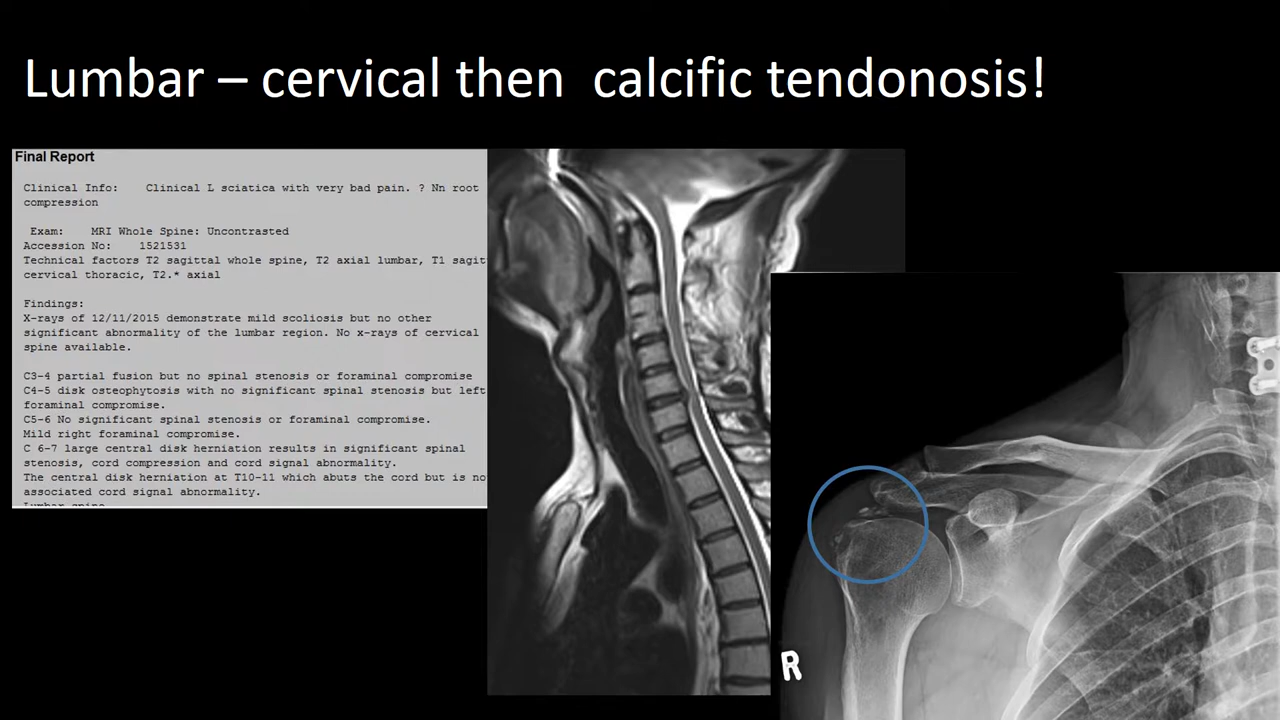 Lumbar – cervical then calcific tendonosis!
Final Report
Clinical Info: Clinical L sciatica with very bad pain. ? Nn root
compression
Exam: MRI Whole Spine: Uncontrasted
Accession No: 1521531
Technical factors T2 sagittal whole spine, T2 axial lumbar, T1 sagit
cervical thoracic, T2.* axial
Findings:
X-rays of 12/11/2015 demonstrate mild scoliosis but no other
significant abnormality of the lumbar region. No x-rays of cervical
spine available.
C3-4 partial fusion but no spinal stenosis or foraminal compromise
C4-5 disk osteophytosis with no significant spinal stenosis but left
foraminal compromise.
C5-6 No significant spinal stenosis or foraminal compromise.
Mild right foraminal compromise.
C 6-7 large central disk herniation results in significant spinal
stenosis, cord compression and cord signal abnormality.
The central disk herniation at T10-11 which abuts the cord but is no
associated cord signal abnormality.
Lumbar spine
R